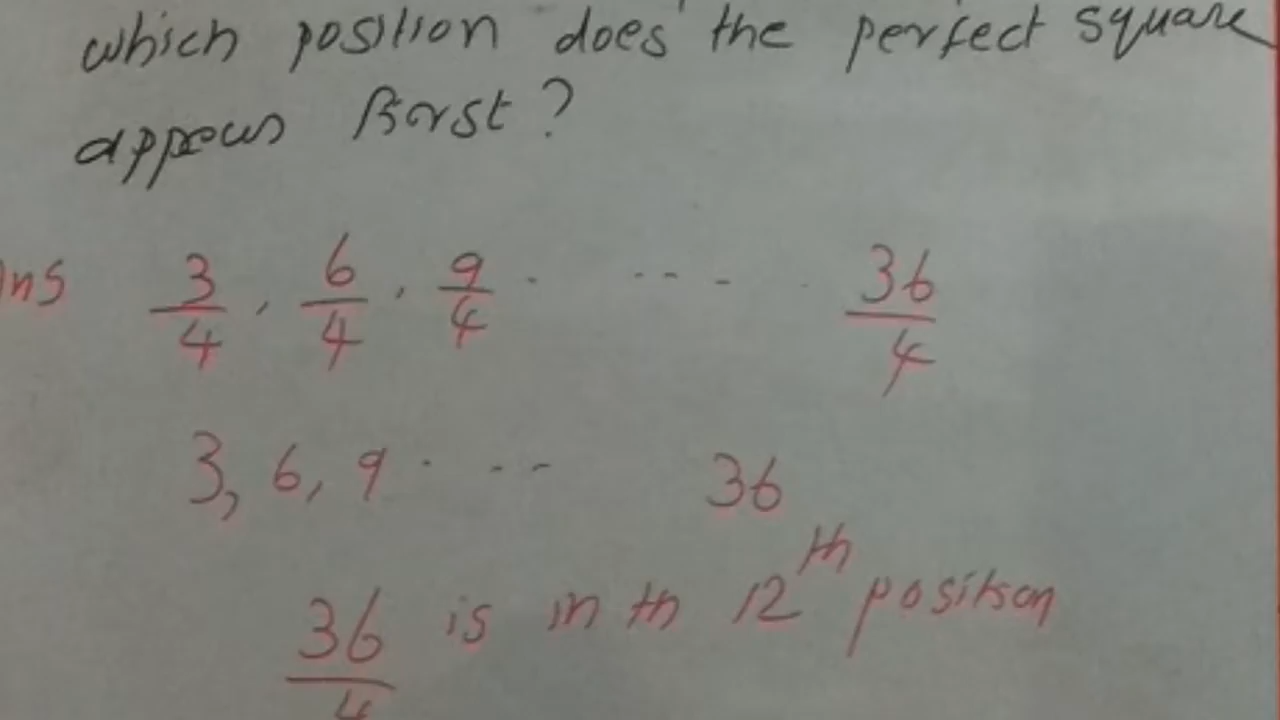 which position does the perfect square
appears first?
Ans 3/4, 6/4, 9/4 . --- . 36/4
3, 6, 9 . -- 36
36/4 is in th 12th position